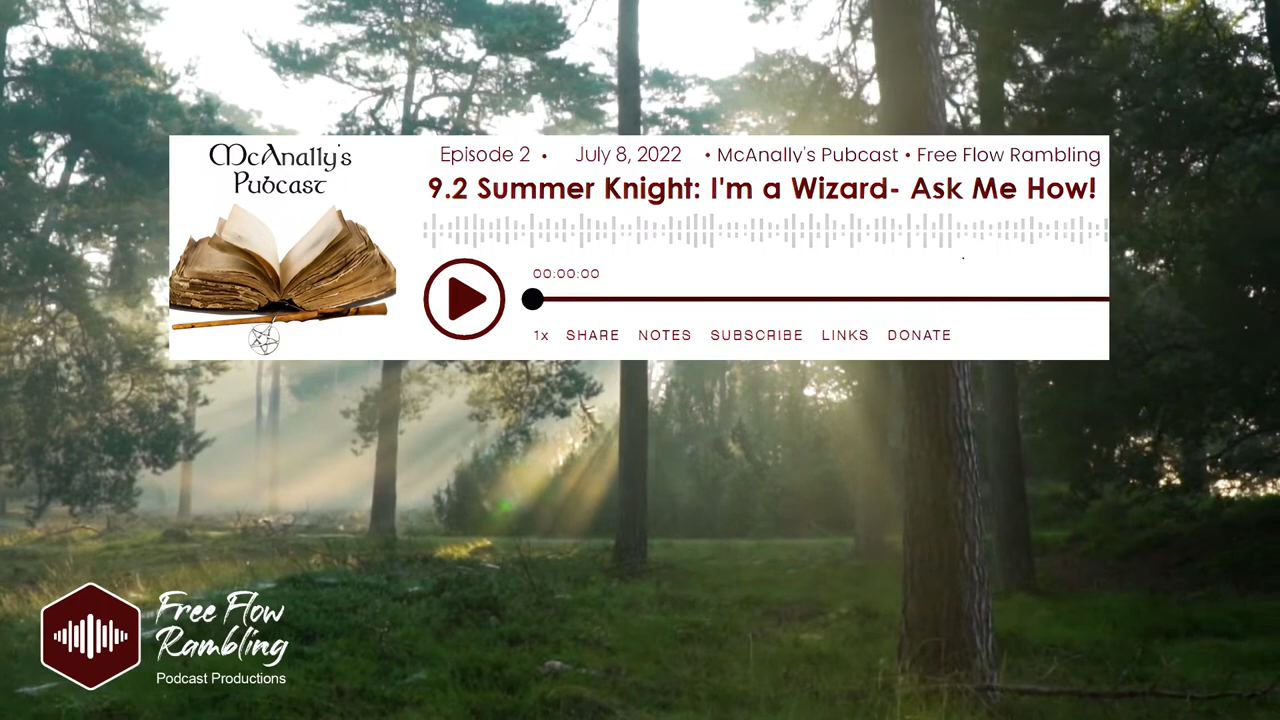 McAnally's
Pubcast
Episode 2 • July 8, 2022 • McAnally's Pubcast • Free Flow Rambling
9.2 Summer Knight: I'm a Wizard- Ask Me How!
00:00:00
1x SHARE NOTES SUBSCRIBE LINKS DONATE
Free Flow
Rambling
Podcast Productions